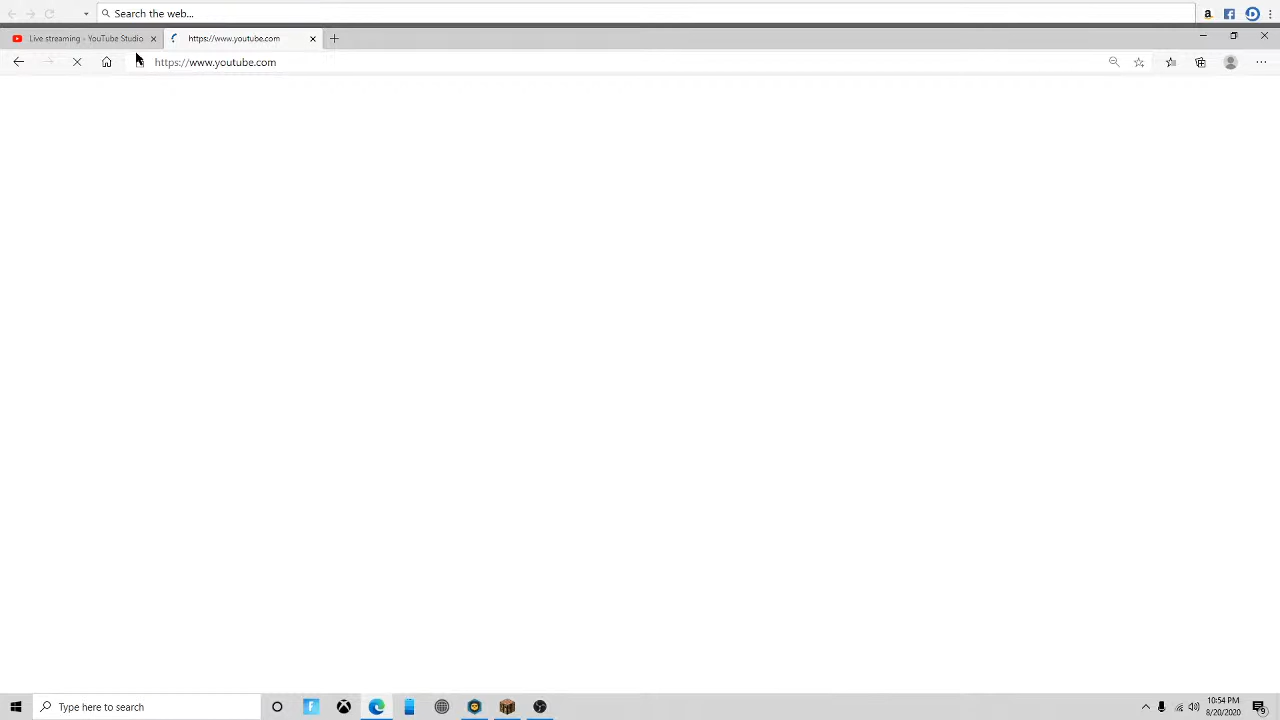 Search the web...
Live streaming - YouTube Studio
https://www.youtube.com
https://www.youtube.com
Type here to search
10:54 PM
8/20/2020